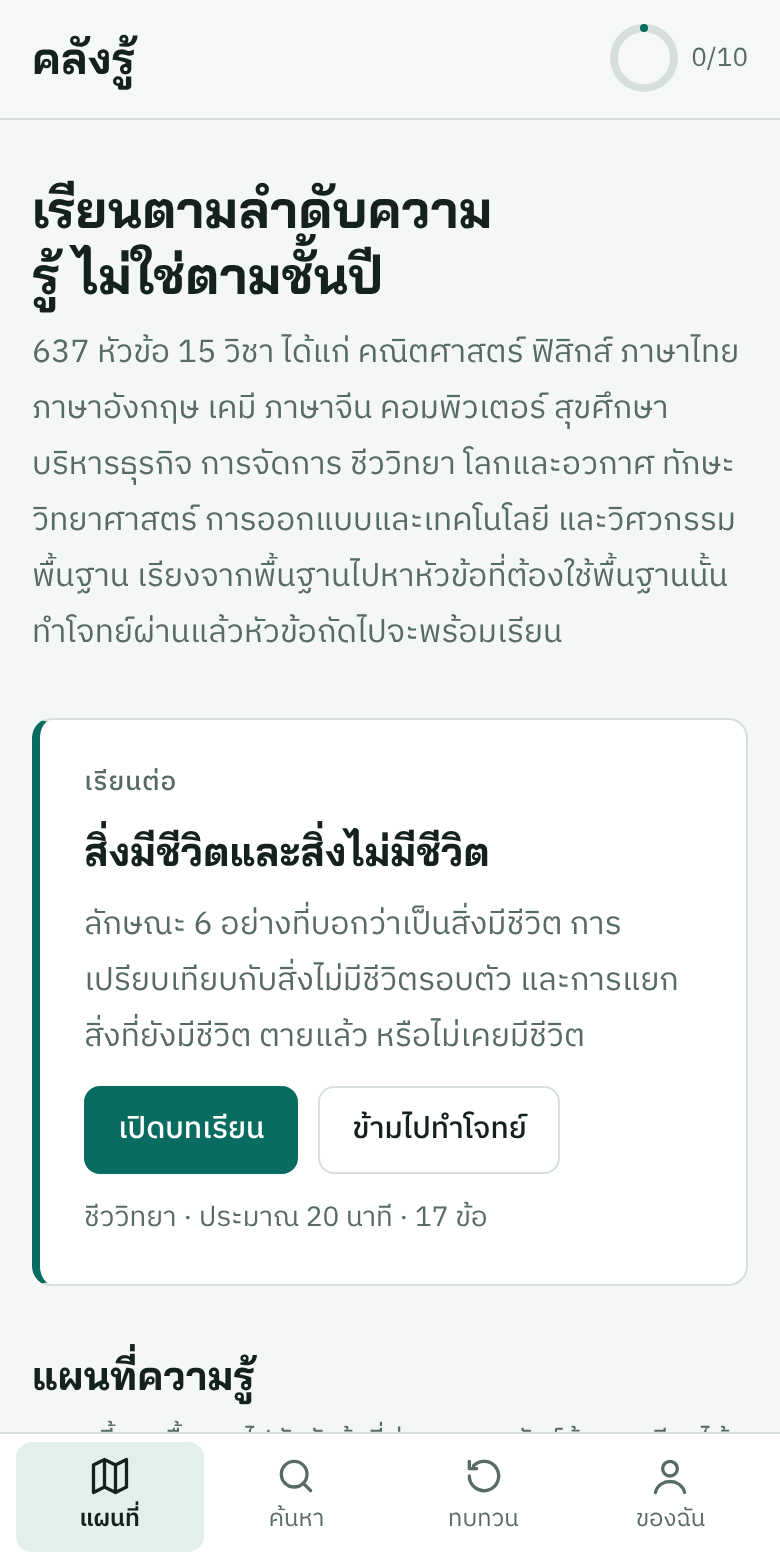 คลังรู้
0/10
เรียนตามลำดับความ
รู้ ไม่ใช่ตามชั้นปี
637 หัวข้อ 15 วิชา ได้แก่ คณิตศาสตร์ ฟิสิกส์ ภาษาไทย
ภาษาอังกฤษ เคมี ภาษาจีน คอมพิวเตอร์ สุขศึกษา
บริหารธุรกิจ การจัดการ ชีววิทยา โลกและอวกาศ ทักษะ
วิทยาศาสตร์ การออกแบบและเทคโนโลยี และวิศวกรรม
พื้นฐาน เรียงจากพื้นฐานไปหาหัวข้อที่ต้องใช้พื้นฐานนั้น
ทำโจทย์ผ่านแล้วหัวข้อถัดไปจะพร้อมเรียน
เรียนต่อ
สิ่งมีชีวิตและสิ่งไม่มีชีวิต
ลักษณะ 6 อย่างที่บอกว่าเป็นสิ่งมีชีวิต การ
เปรียบเทียบกับสิ่งไม่มีชีวิตรอบตัว และการแยก
สิ่งที่ยังมีชีวิต ตายแล้ว หรือไม่เคยมีชีวิต
เปิดบทเรียน
ข้ามไปทำโจทย์
ชีววิทยา · ประมาณ 20 นาที · 17 ข้อ
แผนที่ความรู้
แผนที่
ค้นหา
ทบทวน
ของฉัน